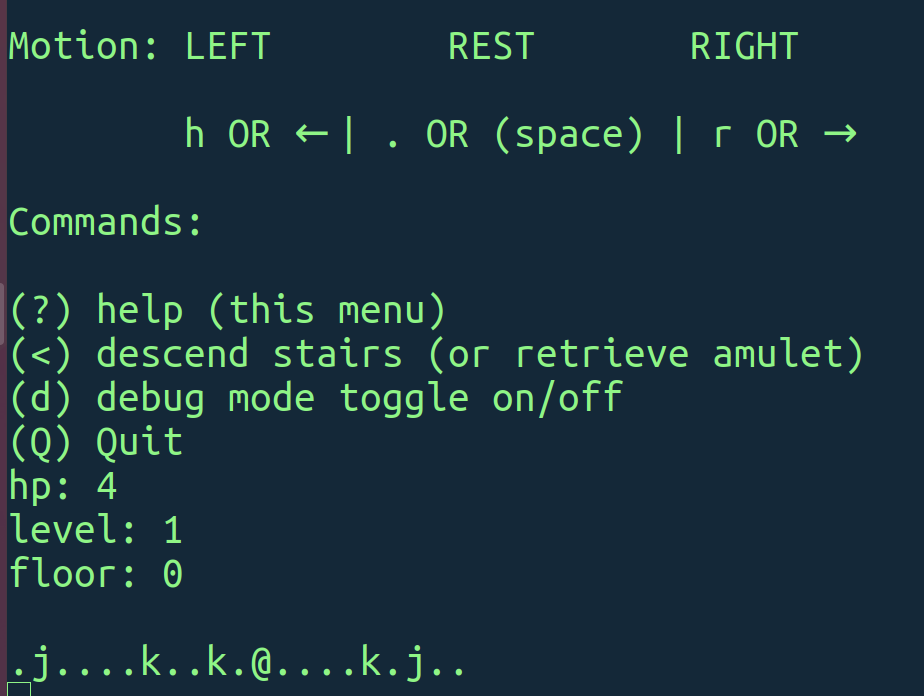 Motion: LEFT        REST       RIGHT
        h OR ←| . OR (space) | r OR →
Commands:
(?) help (this menu)
(<) descend stairs (or retrieve amulet)
(d) debug mode toggle on/off
(Q) Quit
hp: 4
level: 1
floor: 0
.j....k..k.@....k.j..